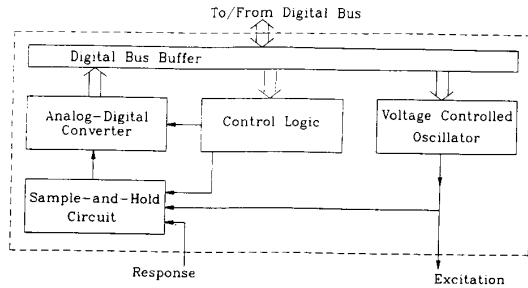 To/From Digital Bus
Digital Bus Buffer
Analog-Digital
Converter
Control Logic
Voltage Controlled
Oscillator
Sample-and-Hold
Circuit
Response
Excitation